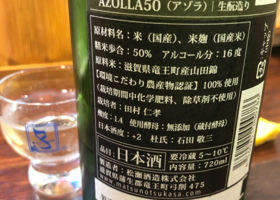 AZOLLA50（アゾラ）｜生酛造り
原材料名：米（国産）、米麹（国産米）
精米歩合：50％　アルコール分：16度
原料米：滋賀県竜王町産山田錦
【環境こだわり農産物認証】100％使用
（栽培期間中化学肥料、除草剤不使用）
栽培者：田村 仁孝
酸度：1.4　使用酵母：無添加（蔵付酵母）
日本酒度：+2　杜氏：石田 敬三
品目：日本酒　要冷蔵 5～10℃
内容量：720ml
製造者：松瀬酒造株式会社
滋賀県蒲生郡竜王町弓削475
www.matsunotsukasa.com